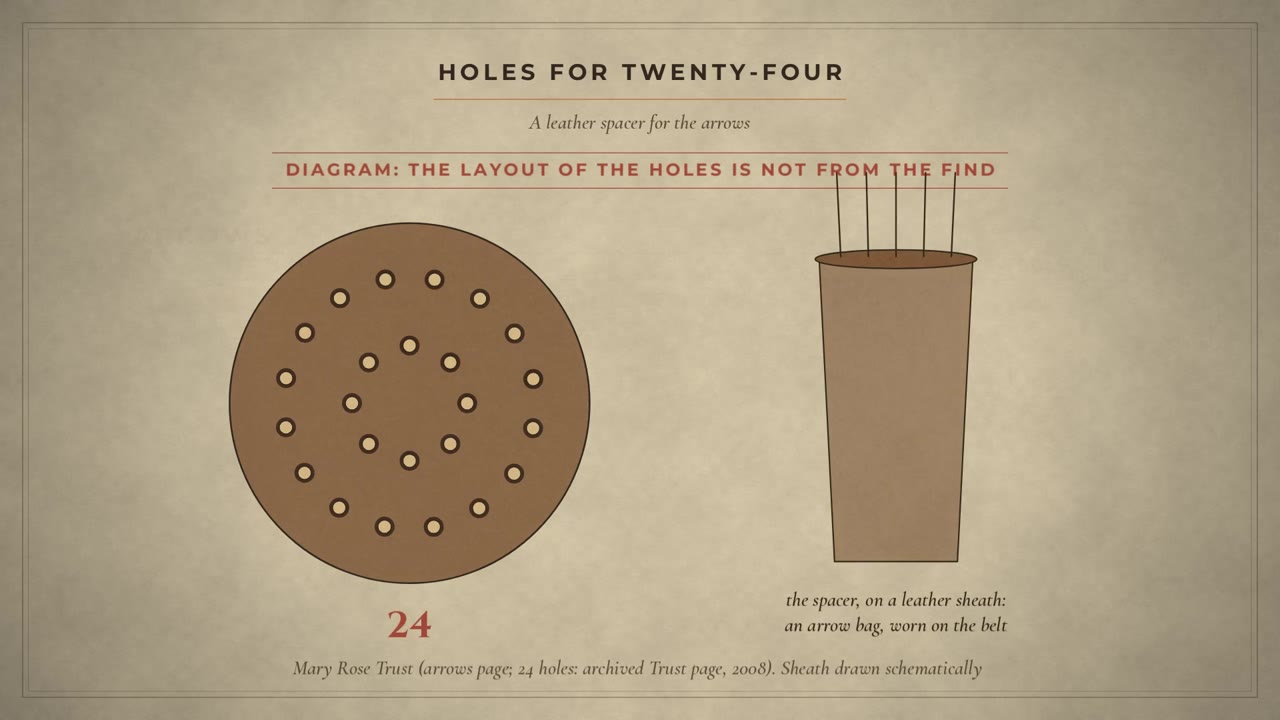 HOLES FOR TWENTY-FOUR
A leather spacer for the arrows
DIAGRAM: THE LAYOUT OF THE HOLES IS NOT FROM THE FIND
24
the spacer, on a leather sheath:
an arrow bag, worn on the belt
Mary Rose Trust (arrows page; 24 holes: archived Trust page, 2008). Sheath drawn schematically